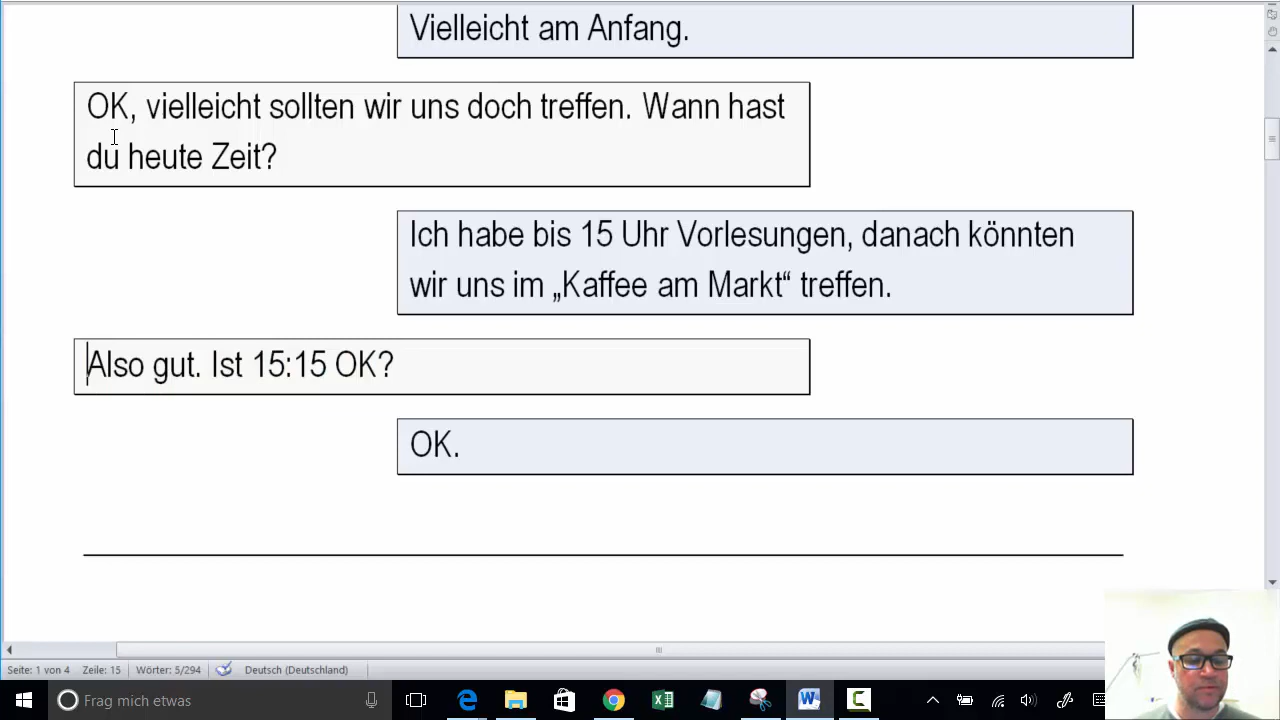 Vielleicht am Anfang.
OK, vielleicht sollten wir uns doch treffen. Wann hast
du heute Zeit?
Ich habe bis 15 Uhr Vorlesungen, danach könnten
wir uns im „Kaffee am Markt“ treffen.
Also gut. Ist 15:15 OK?
OK.
Seite: 1 von 4 Zeile: 15 Wörter: 5/294 Deutsch (Deutschland)
Frag mich etwas